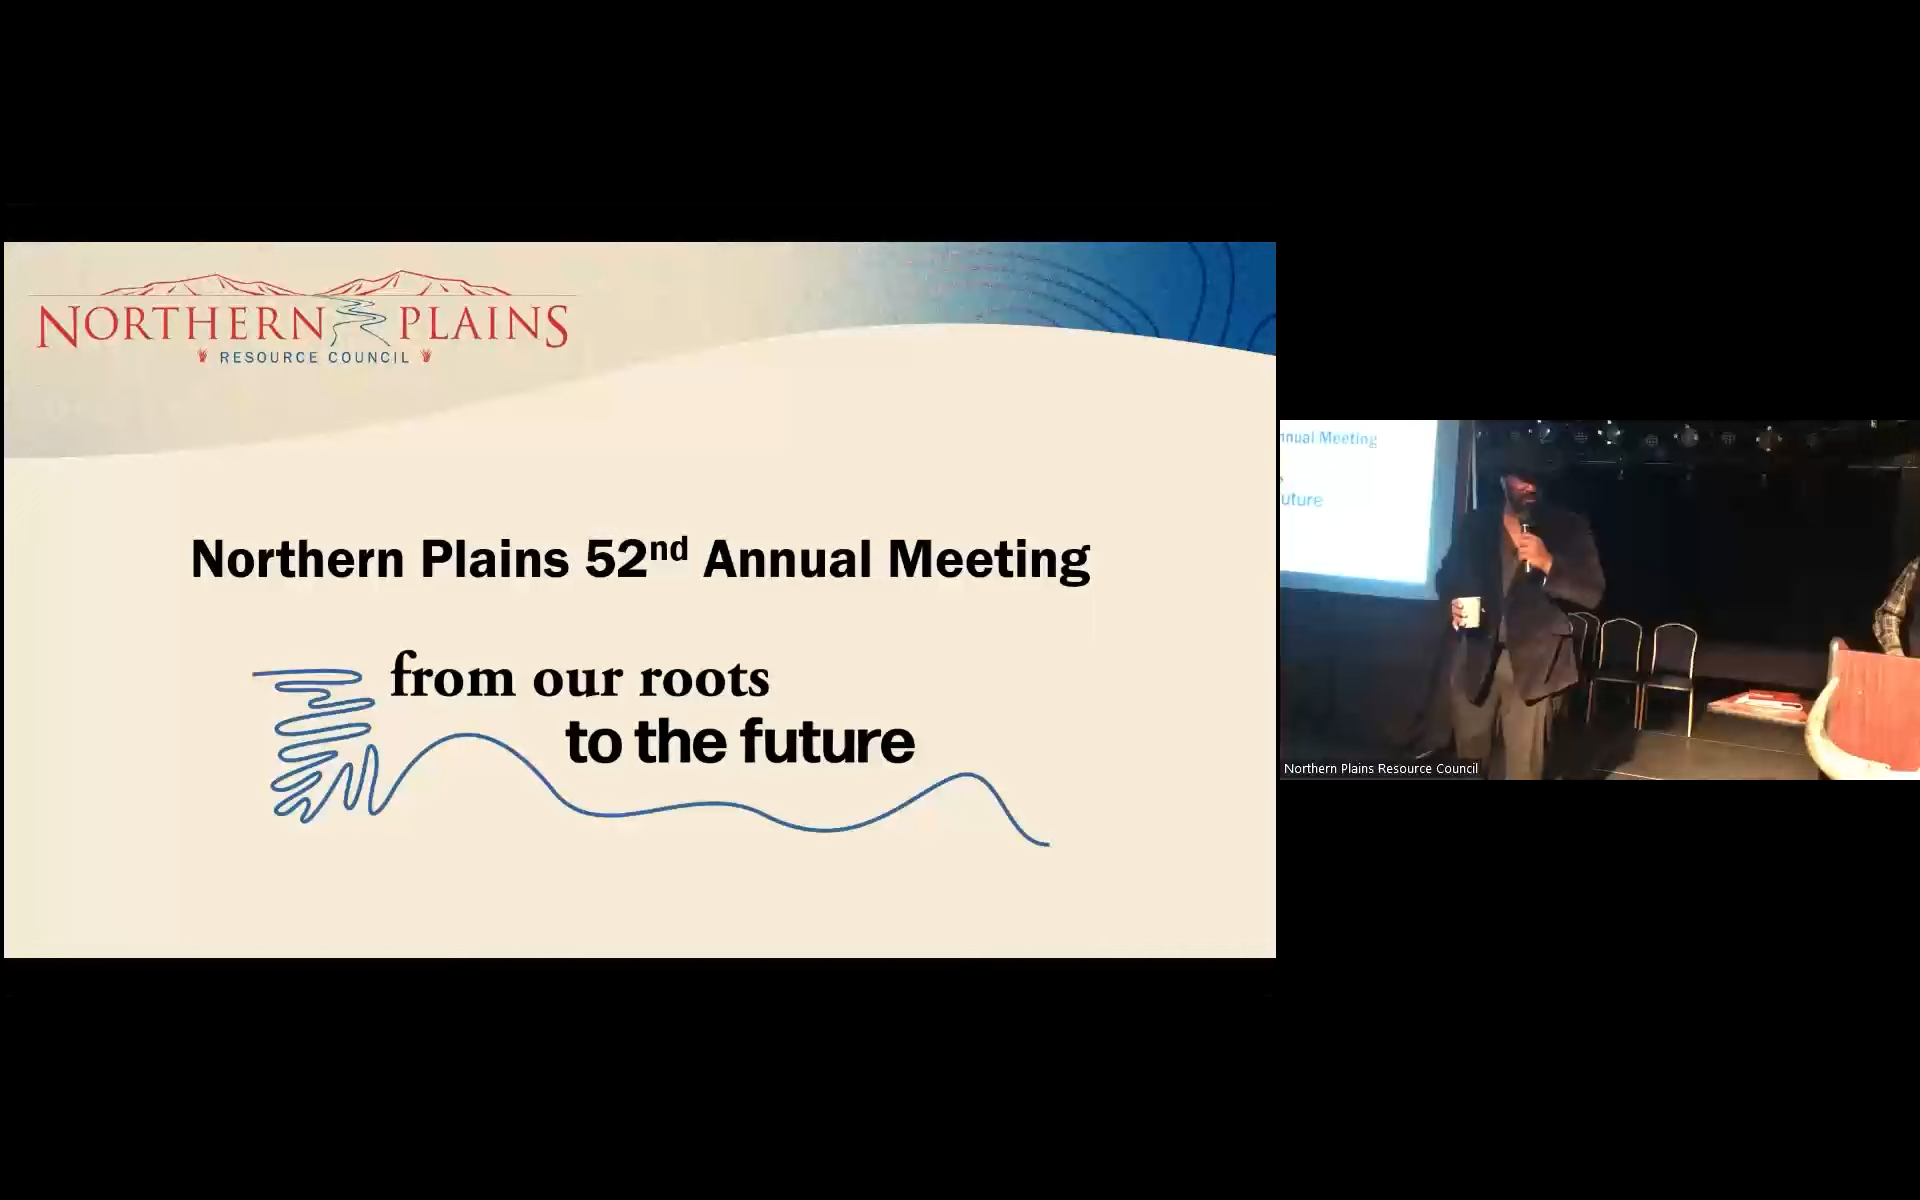 NORTHERN PLAINS
RESOURCE COUNCIL
Northern Plains 52nd Annual Meeting
from our roots
to the future
nnual Meeting
uture
Northern Plains Resource Council